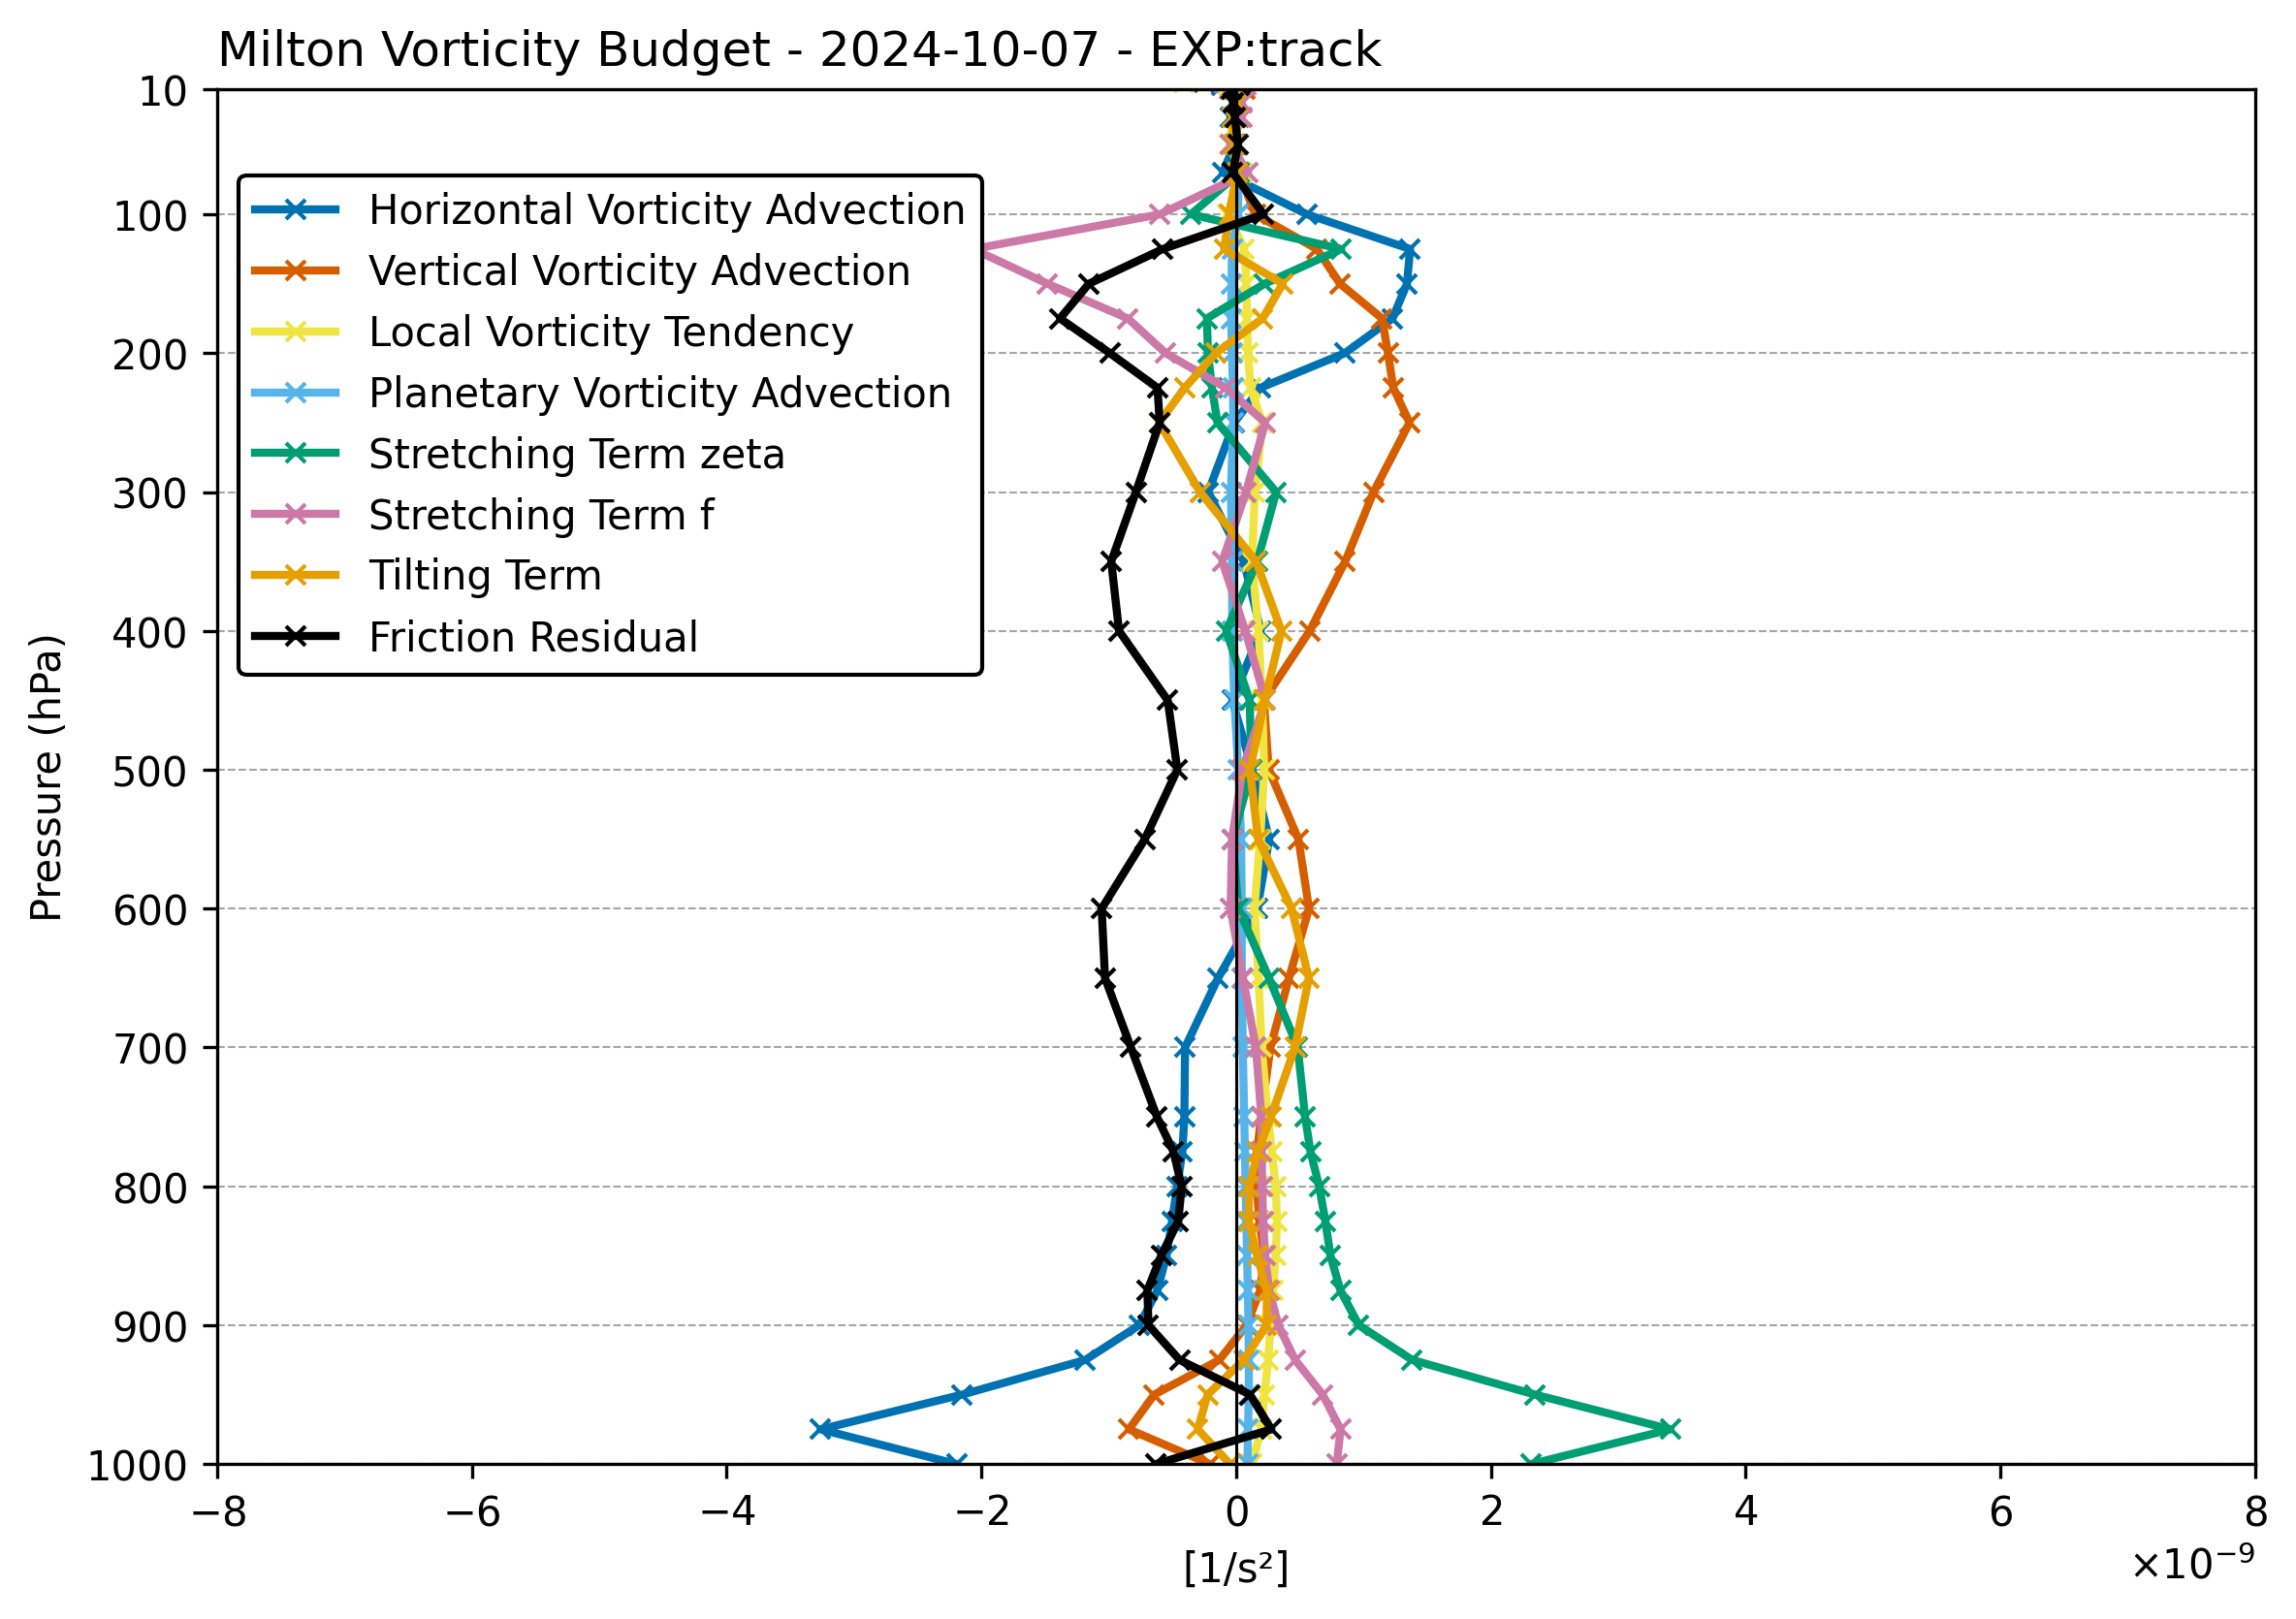 Milton Vorticity Budget - 2024-10-07 - EXP:track
10
100
200
300
400
500
600
700
800
900
1000
Pressure (hPa)
Horizontal Vorticity Advection
Vertical Vorticity Advection
Local Vorticity Tendency
Planetary Vorticity Advection
Stretching Term zeta
Stretching Term f
Tilting Term
Friction Residual
−8 −6 −4 −2 0 2 4 6 8
[1/s²]
×10⁻⁹